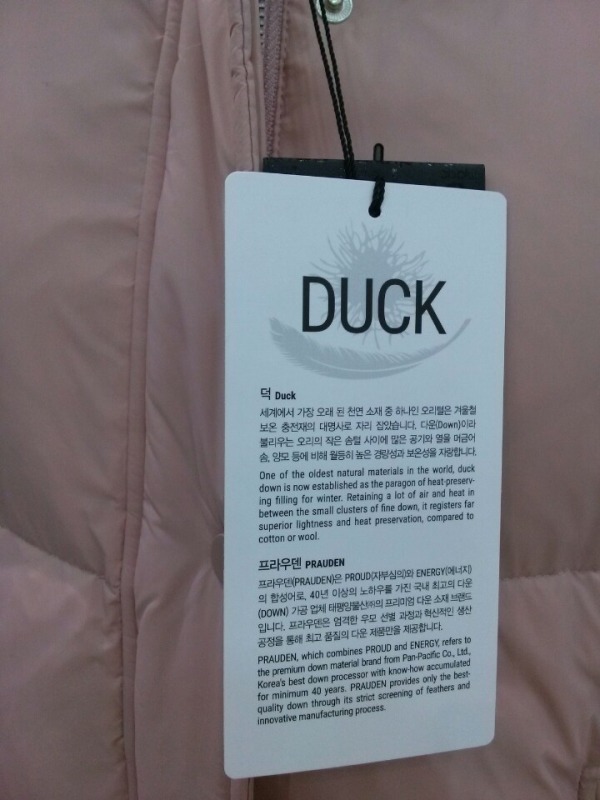 DUCK
덕 Duck
세계에서 가장 오래 된 천연 소재 중 하나인 오리털은 겨울철
보온 충전재의 대명사로 자리 잡았습니다. 다운(Down)이라
불리우는 오리의 작은 솜털 사이에 많은 공기와 열을 머금어
솜, 양모 등에 비해 월등히 높은 경량성과 보온성을 자랑합니다.
One of the oldest natural materials in the world, duck
down is now established as the paragon of heat-preserv-
ing filling for winter. Retaining a lot of air and heat in
between the small clusters of fine down, it registers far
superior lightness and heat preservation, compared to
cotton or wool.
프라우덴 PRAUDEN
프라우덴(PRAUDEN)은 PROUD(자부심의)와 ENERGY(에너지)
의 합성어로, 40년 이상의 노하우를 가진 국내 최고의 다운
(DOWN) 가공 업체 태평양물산㈜의 프리미엄 다운 소재 브랜드
입니다. 프라우덴은 엄격한 우모 선별 과정과 혁신적인 생산
공정을 통해 최고 품질의 다운 제품만을 제공합니다.
PRAUDEN, which combines PROUD and ENERGY, refers to
the premium down material brand from Pan-Pacific Co., Ltd.,
Korea's best down processor with know-how accumulated
for minimum 40 years. PRAUDEN provides only the best-
quality down through its strict screening of feathers and
innovative manufacturing process.